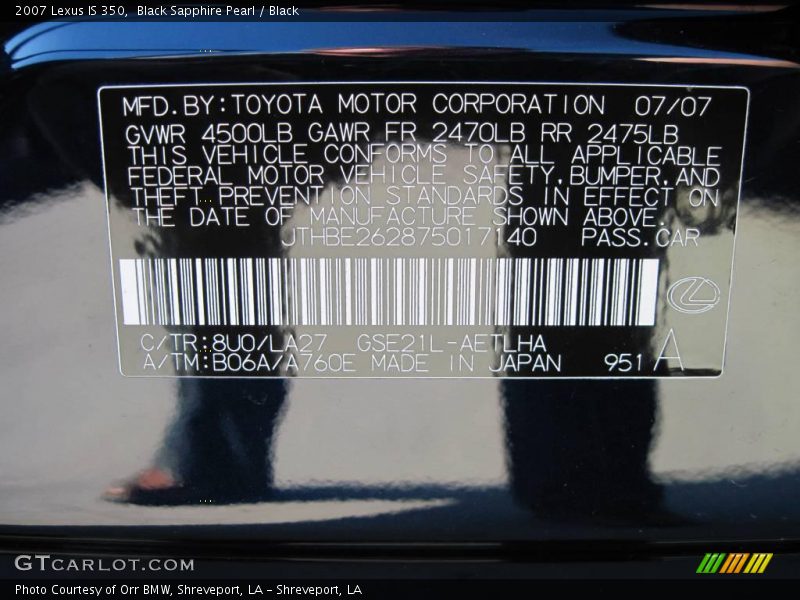 2007 Lexus IS 350, Black Sapphire Pearl / Black
MFD.BY:TOYOTA MOTOR CORPORATION 07/07
GVWR 4500LB GAWR FR 2470LB RR 2475LB
THIS VEHICLE CONFORMS TO ALL APPLICABLE
FEDERAL MOTOR VEHICLE SAFETY,BUMPER,AND
THEFT PREVENTION STANDARDS IN EFFECT ON
THE DATE OF MANUFACTURE SHOWN ABOVE.
JTHBE262875017140 PASS.CAR
C/TR:8U0/LA27 GSE21L-AETLHA
A/TM:B06A/A760E MADE IN JAPAN 951 A
GTCARLOT.COM
Photo Courtesy of Orr BMW, Shreveport, LA - Shreveport, LA